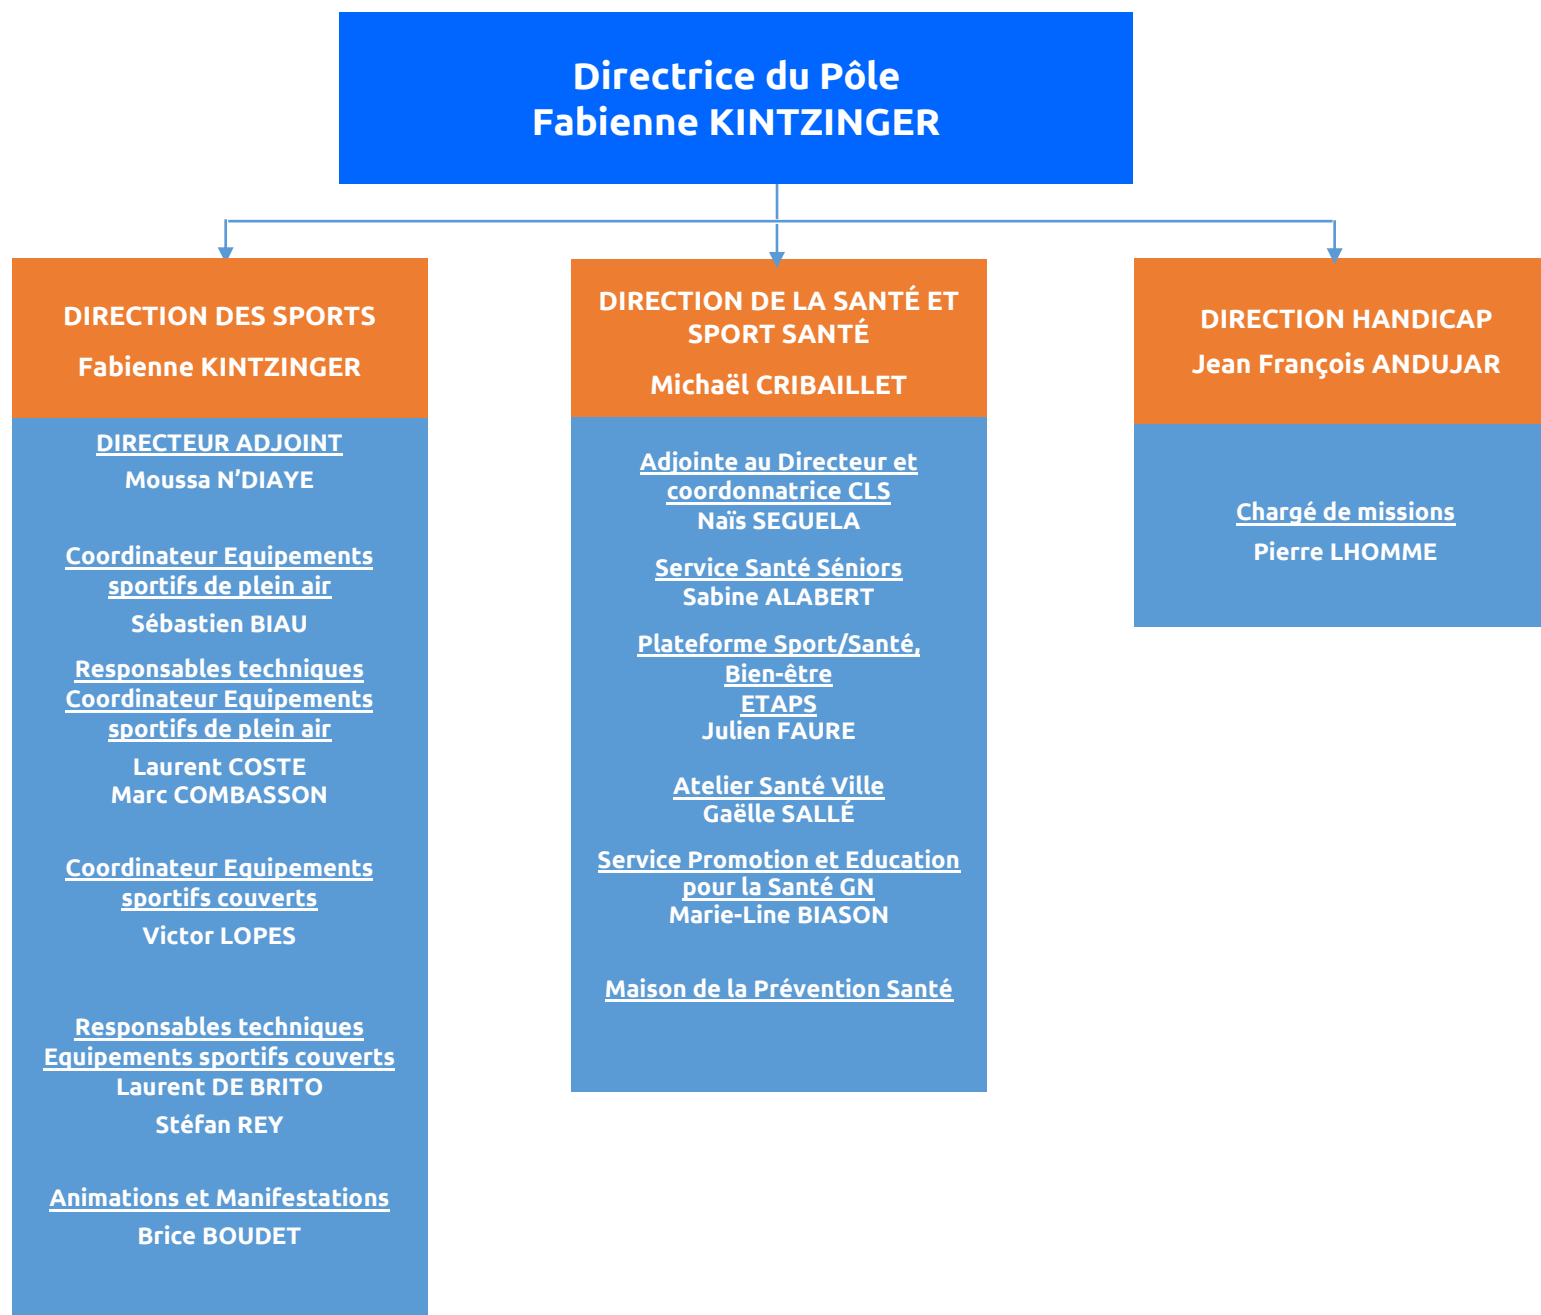 Directrice du Pôle
Fabienne KINTZINGER
DIRECTION DES SPORTS
Fabienne KINTZINGER
DIRECTEUR ADJOINT
Moussa N’DIAYE
Coordinateur Equipements
sportifs de plein air
Sébastien BIAU
Responsables techniques
Coordinateur Equipements
sportifs de plein air
Laurent COSTE
Marc COMBASSON
Coordinateur Equipements
sportifs couverts
Victor LOPES
Responsables techniques
Equipements sportifs couverts
Laurent DE BRITO
Stéfan REY
Animations et Manifestations
Brice BOUDET
DIRECTION DE LA SANTÉ ET
SPORT SANTÉ
Michaël CRIBAILLET
Adjointe au Directeur et
coordonnatrice CLS
Naïs SEGUELA
Service Santé Séniors
Sabine ALABERT
Plateforme Sport/Santé,
Bien-être
ETAPS
Julien FAURE
Atelier Santé Ville
Gaëlle SALLÉ
Service Promotion et Education
pour la Santé GN
Marie-Line BIASON
Maison de la Prévention Santé
DIRECTION HANDICAP
Jean François ANDUJAR
Chargé de missions
Pierre LHOMME